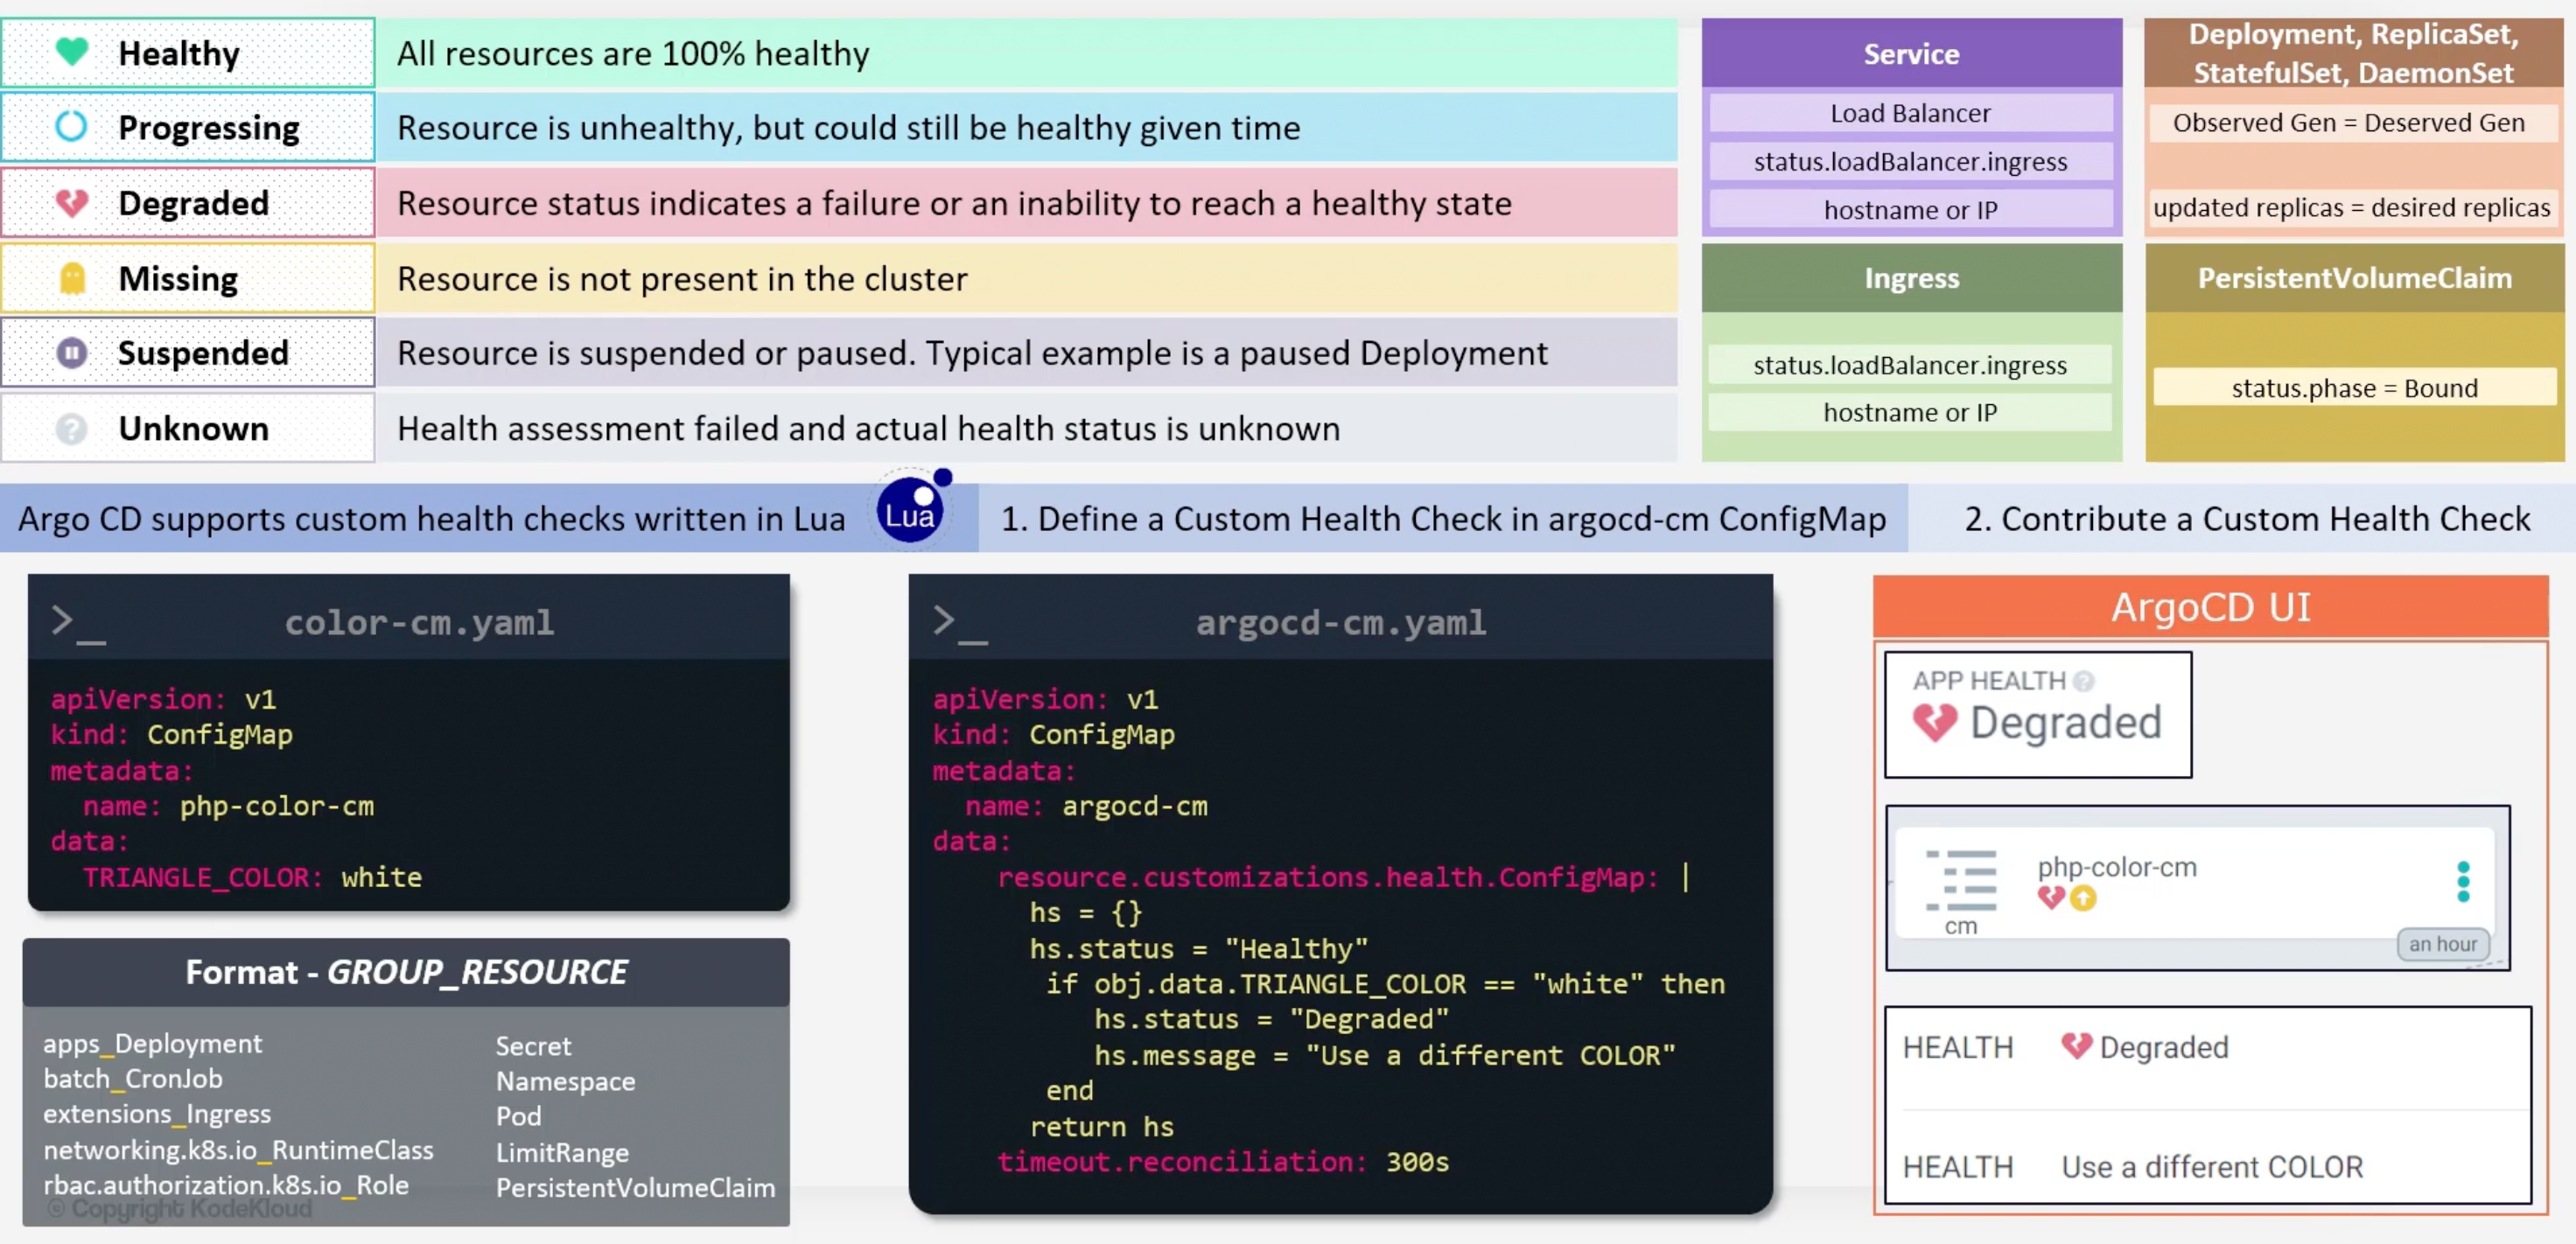 Healthy
All resources are 100% healthy
Progressing
Resource is unhealthy, but could still be healthy given time
Degraded
Resource status indicates a failure or an inability to reach a healthy state
Missing
Resource is not present in the cluster
Suspended
Resource is suspended or paused. Typical example is a paused Deployment
Unknown
Health assessment failed and actual health status is unknown
Service
Load Balancer
status.loadBalancer.ingress
hostname or IP
Deployment, ReplicaSet,
StatefulSet, DaemonSet
Observed Gen = Deserved Gen
updated replicas = desired replicas
Ingress
status.loadBalancer.ingress
hostname or IP
PersistentVolumeClaim
status.phase = Bound
Argo CD supports custom health checks written in Lua
Lua
1. Define a Custom Health Check in argocd-cm ConfigMap
2. Contribute a Custom Health Check
>_ color-cm.yaml
apiVersion: v1
kind: ConfigMap
metadata:
  name: php-color-cm
data:
  TRIANGLE_COLOR: white
Format - GROUP_RESOURCE
apps_Deployment
batch_CronJob
extensions_Ingress
networking.k8s.io_RuntimeClass
rbac.authorization.k8s.io_Role
Secret
Namespace
Pod
LimitRange
PersistentVolumeClaim
© Copyright KodeKloud
>_ argocd-cm.yaml
apiVersion: v1
kind: ConfigMap
metadata:
  name: argocd-cm
data:
    resource.customizations.health.ConfigMap: |
      hs = {}
      hs.status = "Healthy"
       if obj.data.TRIANGLE_COLOR == "white" then
          hs.status = "Degraded"
          hs.message = "Use a different COLOR"
       end
      return hs
    timeout.reconciliation: 300s
ArgoCD UI
APP HEALTH ?
Degraded
php-color-cm
cm
an hour
HEALTH Degraded
HEALTH Use a different COLOR